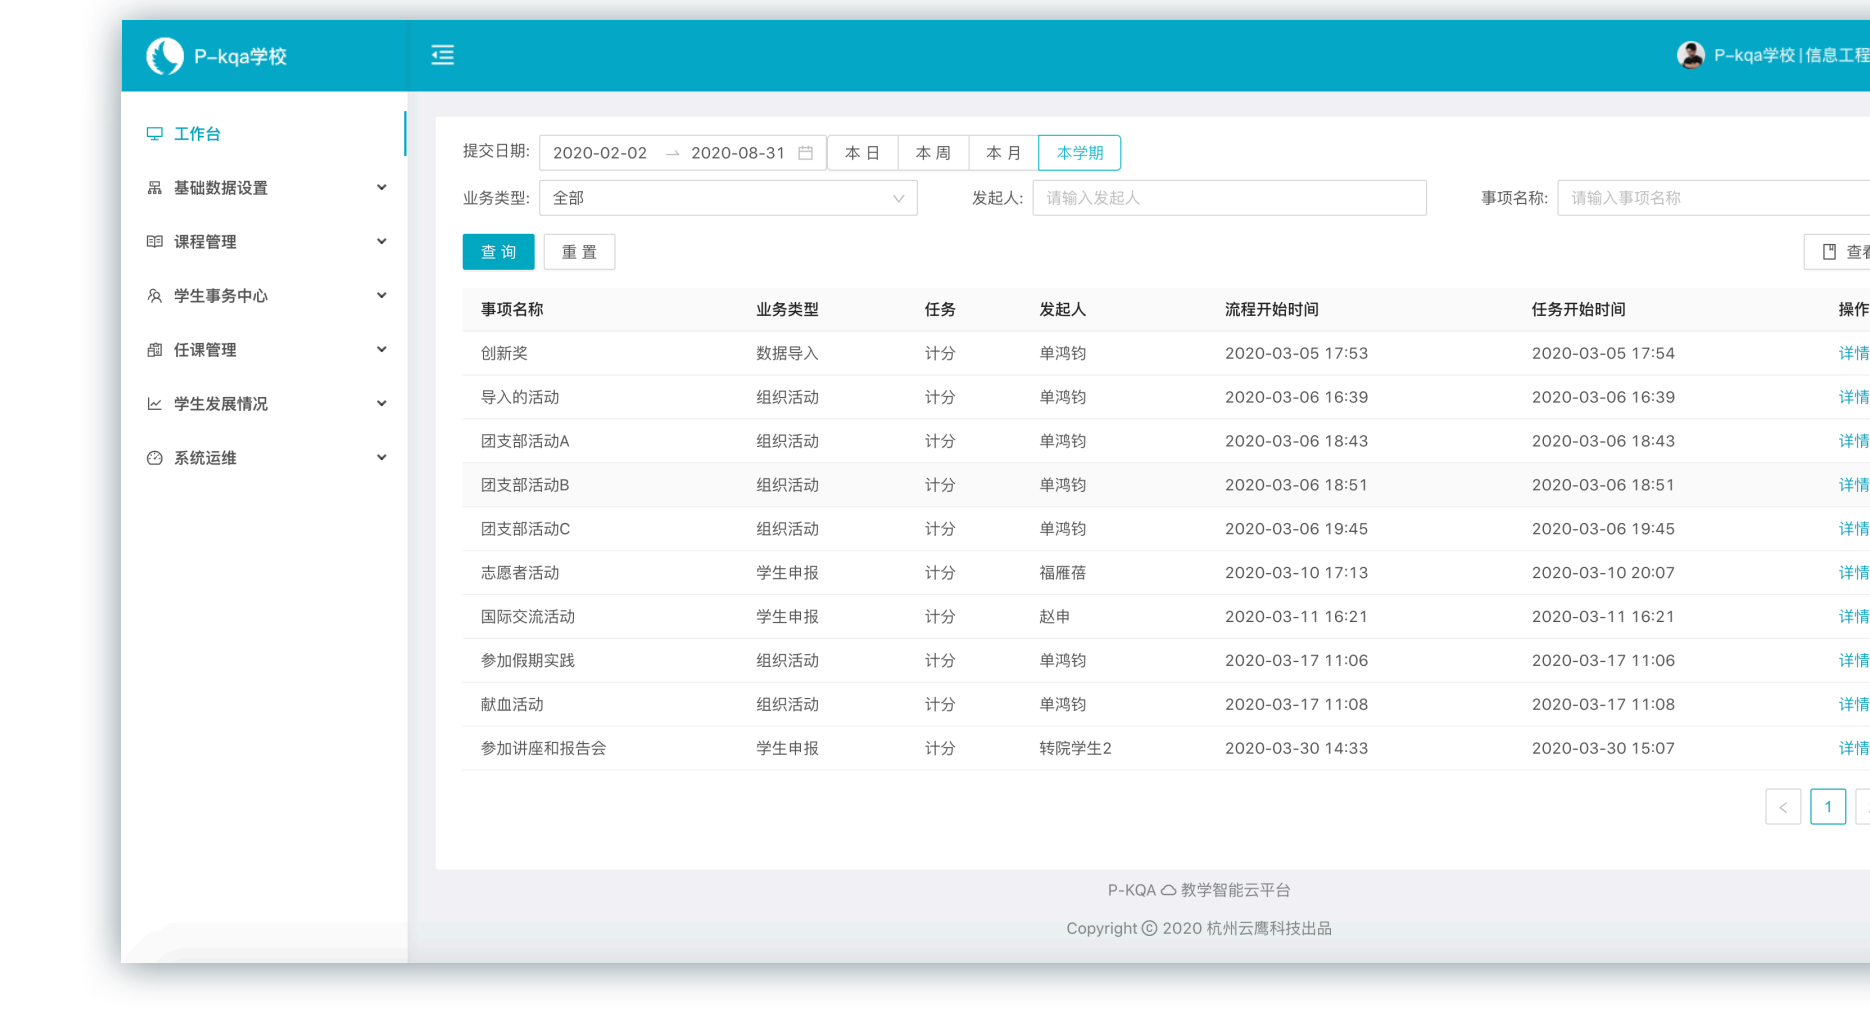 P-kqa学校
P-kqa学校|信息工程
工作台
基础数据设置
课程管理
学生事务中心
任课管理
学生发展情况
系统运维
提交日期: 2020-02-02 → 2020-08-31 本日 本周 本月 本学期
业务类型: 全部 发起人: 请输入发起人 事项名称: 请输入事项名称
查询 重置 查看
事项名称 业务类型 任务 发起人 流程开始时间 任务开始时间 操作
创新奖 数据导入 计分 单鸿钧 2020-03-05 17:53 2020-03-05 17:54 详情
导入的活动 组织活动 计分 单鸿钧 2020-03-06 16:39 2020-03-06 16:39 详情
团支部活动A 组织活动 计分 单鸿钧 2020-03-06 18:43 2020-03-06 18:43 详情
团支部活动B 组织活动 计分 单鸿钧 2020-03-06 18:51 2020-03-06 18:51 详情
团支部活动C 组织活动 计分 单鸿钧 2020-03-06 19:45 2020-03-06 19:45 详情
志愿者活动 学生申报 计分 福雁蓓 2020-03-10 17:13 2020-03-10 20:07 详情
国际交流活动 学生申报 计分 赵申 2020-03-11 16:21 2020-03-11 16:21 详情
参加假期实践 组织活动 计分 单鸿钧 2020-03-17 11:06 2020-03-17 11:06 详情
献血活动 组织活动 计分 单鸿钧 2020-03-17 11:08 2020-03-17 11:08 详情
参加讲座和报告会 学生申报 计分 转院学生2 2020-03-30 14:33 2020-03-30 15:07 详情
< 1
P-KQA 教学智能云平台
Copyright © 2020 杭州云鹰科技出品